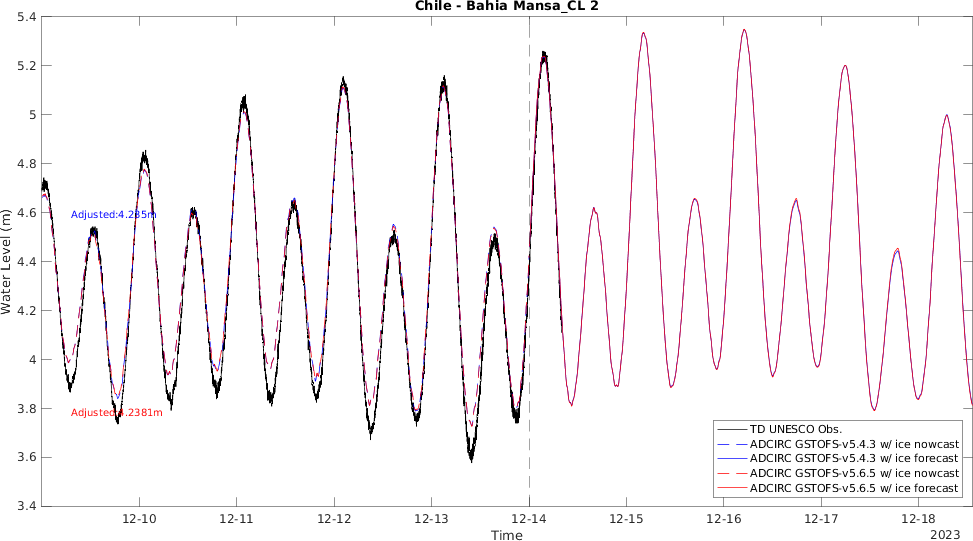 Chile - Bahia Mansa_CL 2
5.4
5.2
5
4.8
4.6
4.4
4.2
4
3.8
3.6
3.4
Water Level (m)
Adjusted:4.235m
Adjusted:4.2381m
TD UNESCO Obs.
ADCIRC GSTOFS-v5.4.3 w/ ice nowcast
ADCIRC GSTOFS-v5.4.3 w/ ice forecast
ADCIRC GSTOFS-v5.6.5 w/ ice nowcast
ADCIRC GSTOFS-v5.6.5 w/ ice forecast
12-10 12-11 12-12 12-13 12-14 12-15 12-16 12-17 12-18
Time
2023